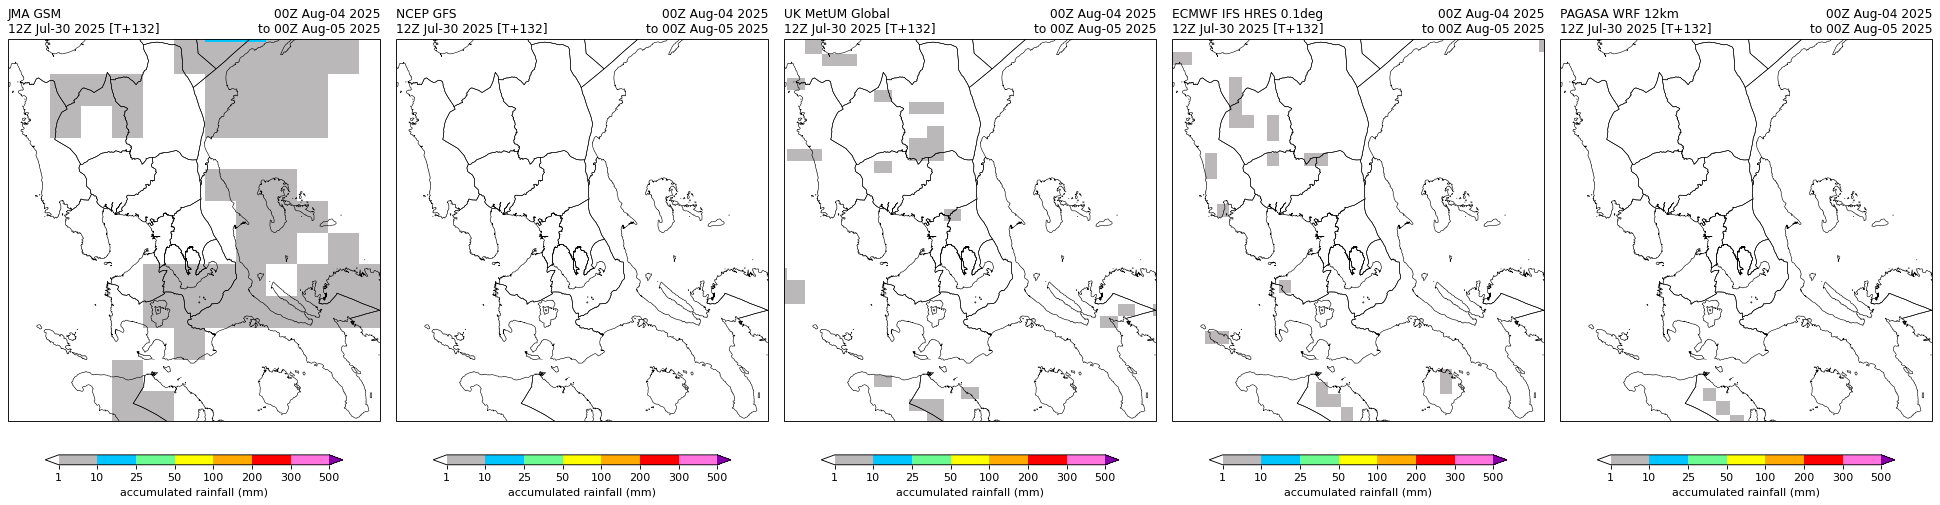 JMA GSM 00Z Aug-04 2025
12Z Jul-30 2025 [T+132] to 00Z Aug-05 2025
NCEP GFS 00Z Aug-04 2025
12Z Jul-30 2025 [T+132] to 00Z Aug-05 2025
UK MetUM Global 00Z Aug-04 2025
12Z Jul-30 2025 [T+132] to 00Z Aug-05 2025
ECMWF IFS HRES 0.1deg 00Z Aug-04 2025
12Z Jul-30 2025 [T+132] to 00Z Aug-05 2025
PAGASA WRF 12km 00Z Aug-04 2025
12Z Jul-30 2025 [T+132] to 00Z Aug-05 2025
1 10 25 50 100 200 300 500
accumulated rainfall (mm)
1 10 25 50 100 200 300 500
accumulated rainfall (mm)
1 10 25 50 100 200 300 500
accumulated rainfall (mm)
1 10 25 50 100 200 300 500
accumulated rainfall (mm)
1 10 25 50 100 200 300 500
accumulated rainfall (mm)